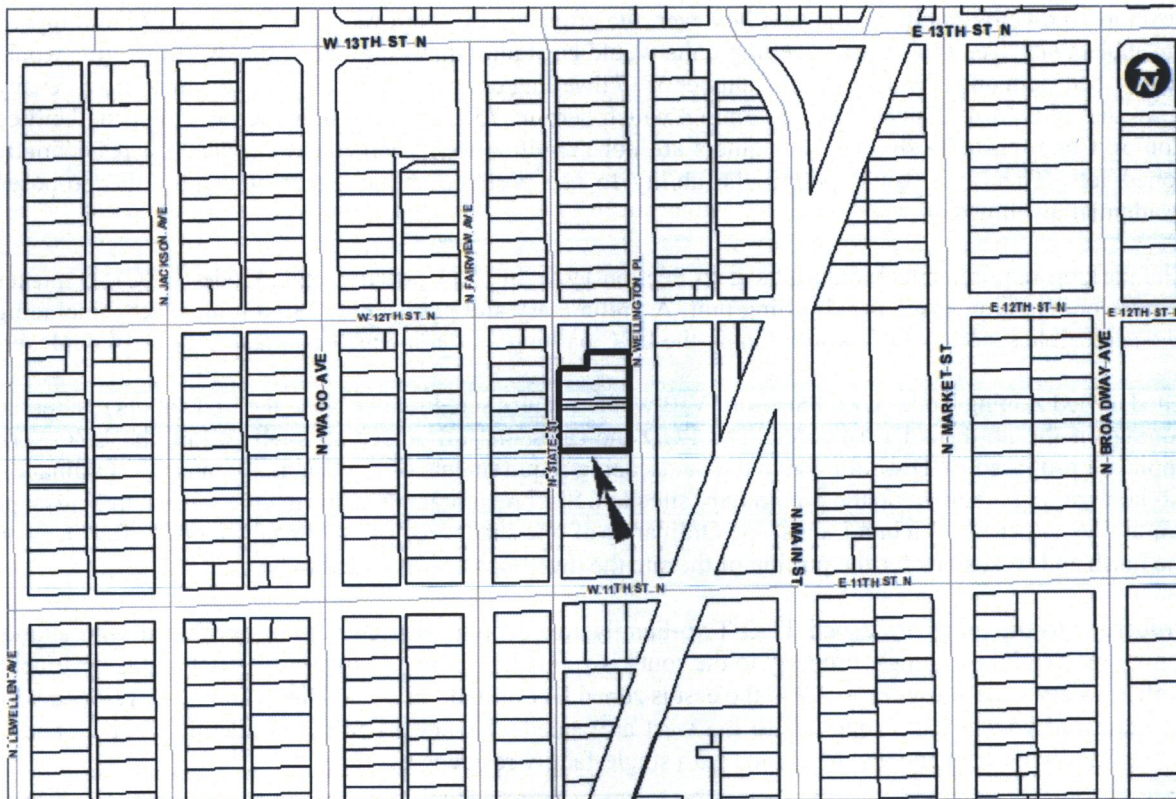 W 13TH ST N
E 13TH ST N
N
N JACKSON AVE
N FAIRVIEW AVE
W 12TH ST N
N WELLINGTON PL
E 12TH ST N
E 12TH ST N
N WACO AVE
N STATE ST
N MARKET ST
N BROADWAY AVE
N MAIN ST
W 11TH ST N
E 11TH ST N
N LEWELLEN AVE